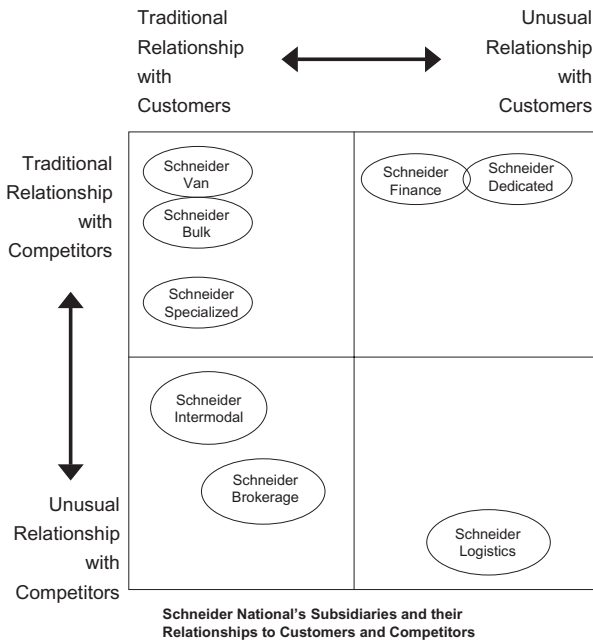 Traditional
Relationship
with
Customers
Unusual
Relationship
with
Customers
Traditional
Relationship
with
Competitors
Schneider
Van
Schneider
Bulk
Schneider
Specialized
Schneider
Finance
Schneider
Dedicated
Schneider
Intermodal
Schneider
Brokerage
Schneider
Logistics
Unusual
Relationship
with
Competitors
Schneider National's Subsidiaries and their
Relationships to Customers and Competitors